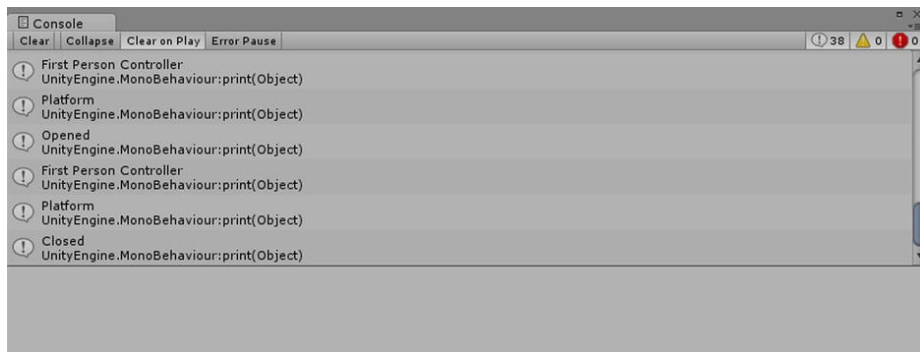 Console
Clear Collapse Clear on Play Error Pause 38 0 0
First Person Controller
UnityEngine.MonoBehaviour:print(Object)
Platform
UnityEngine.MonoBehaviour:print(Object)
Opened
UnityEngine.MonoBehaviour:print(Object)
First Person Controller
UnityEngine.MonoBehaviour:print(Object)
Platform
UnityEngine.MonoBehaviour:print(Object)
Closed
UnityEngine.MonoBehaviour:print(Object)